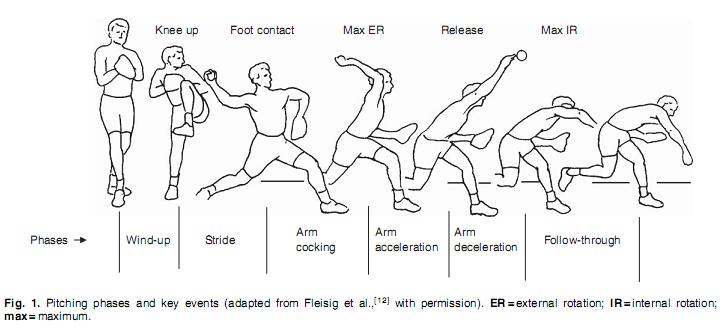 Knee up Foot contact Max ER Release Max IR
Phases → Wind-up Stride Arm cocking Arm acceleration Arm deceleration Follow-through
Fig. 1. Pitching phases and key events (adapted from Fleisig et al.,[12] with permission). ER = external rotation; IR = internal rotation;
max = maximum.